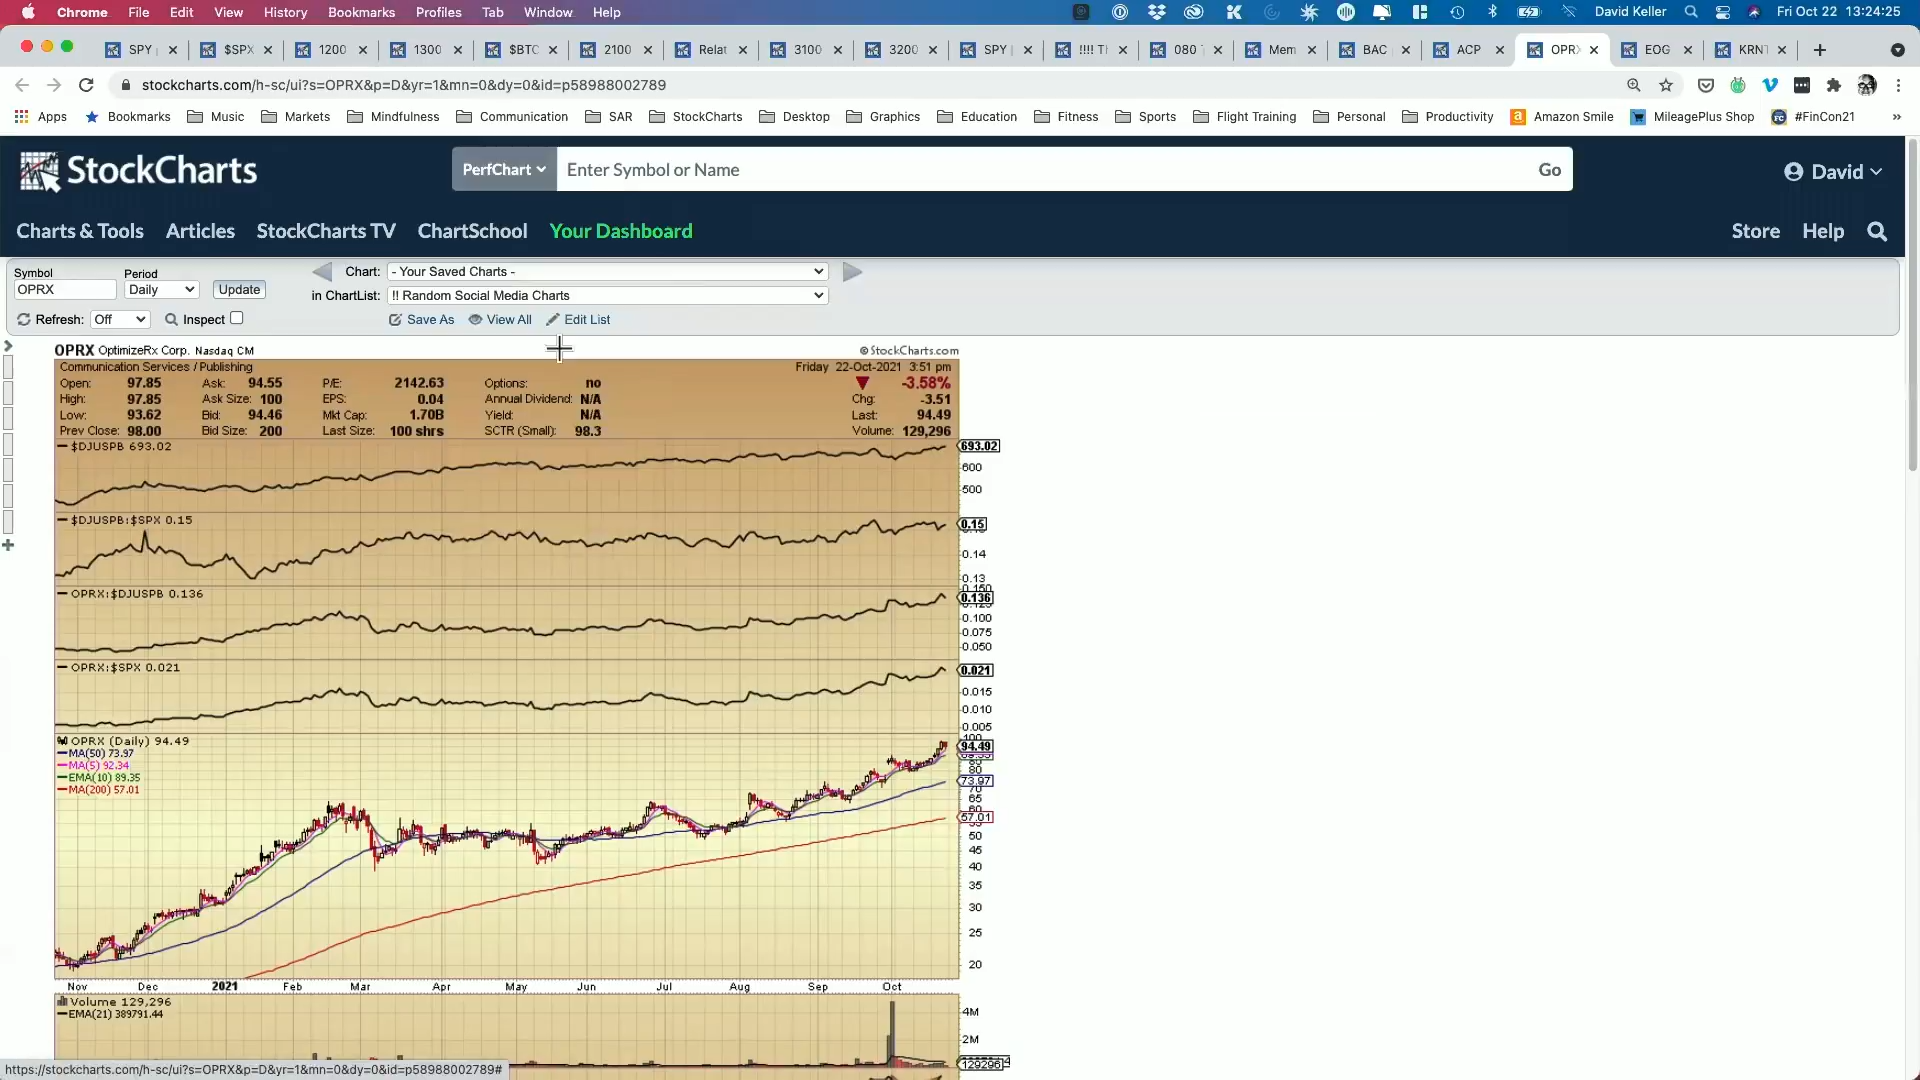 Chrome File Edit View History Bookmarks Profiles Tab Window Help David Keller Fri Oct 22 13:24:25
SPY $SPX 1200 1300 $BTC 2100 Relat 3100 3200 SPY !!!! Th 080 Mem BAC ACP OPRX EOG KRNT
stockcharts.com/h-sc/ui?s=OPRX&p=D&yr=1&mn=0&dy=0&id=p58988002789
Apps Bookmarks Music Markets Mindfulness Communication SAR StockCharts Desktop Graphics Education Fitness Sports Flight Training Personal Productivity Amazon Smile MileagePlus Shop #FinCon21 »
StockCharts PerfChart Enter Symbol or Name Go David
Charts & Tools Articles StockCharts TV ChartSchool Your Dashboard Store Help
Symbol Period Chart: - Your Saved Charts -
OPRX Daily Update in ChartList: !! Random Social Media Charts
Refresh: Off Inspect Save As View All Edit List
OPRX OptimizeRx Corp. Nasdaq CM © StockCharts.com
Communication Services / Publishing Friday 22-Oct-2021 3:51 pm
Open: 97.85 Ask: 94.55 P/E: 2142.63 Options: no -3.58%
High: 97.85 Ask Size: 100 EPS: 0.04 Annual Dividend: N/A Chg: -3.51
Low: 93.62 Bid: 94.46 Mkt Cap: 1.70B Yield: N/A Last: 94.49
Prev Close: 98.00 Bid Size: 200 Last Size: 100 shrs SCTR (Small): 98.3 Volume: 129,296
$DJUSPB 693.02 693.02
600
500
$DJUSPB:$SPX 0.15 0.15
0.14
0.13
OPRX:$DJUSPB 0.136 0.136
0.100
0.075
0.050
OPRX:$SPX 0.021 0.021
0.015
0.010
0.005
OPRX (Daily) 94.49 94.49
MA(50) 73.97
MA(5) 92.34
EMA(10) 89.35
MA(200) 57.01
80
73.97
70
65
60
57.01
50
45
40
35
30
25
20
Nov Dec 2021 Feb Mar Apr May Jun Jul Aug Sep Oct
Volume 129,296
EMA(21) 389791.44
4M
2M
129296
https://stockcharts.com/h-sc/ui?s=OPRX&p=D&yr=1&mn=0&dy=0&id=p58988002789#